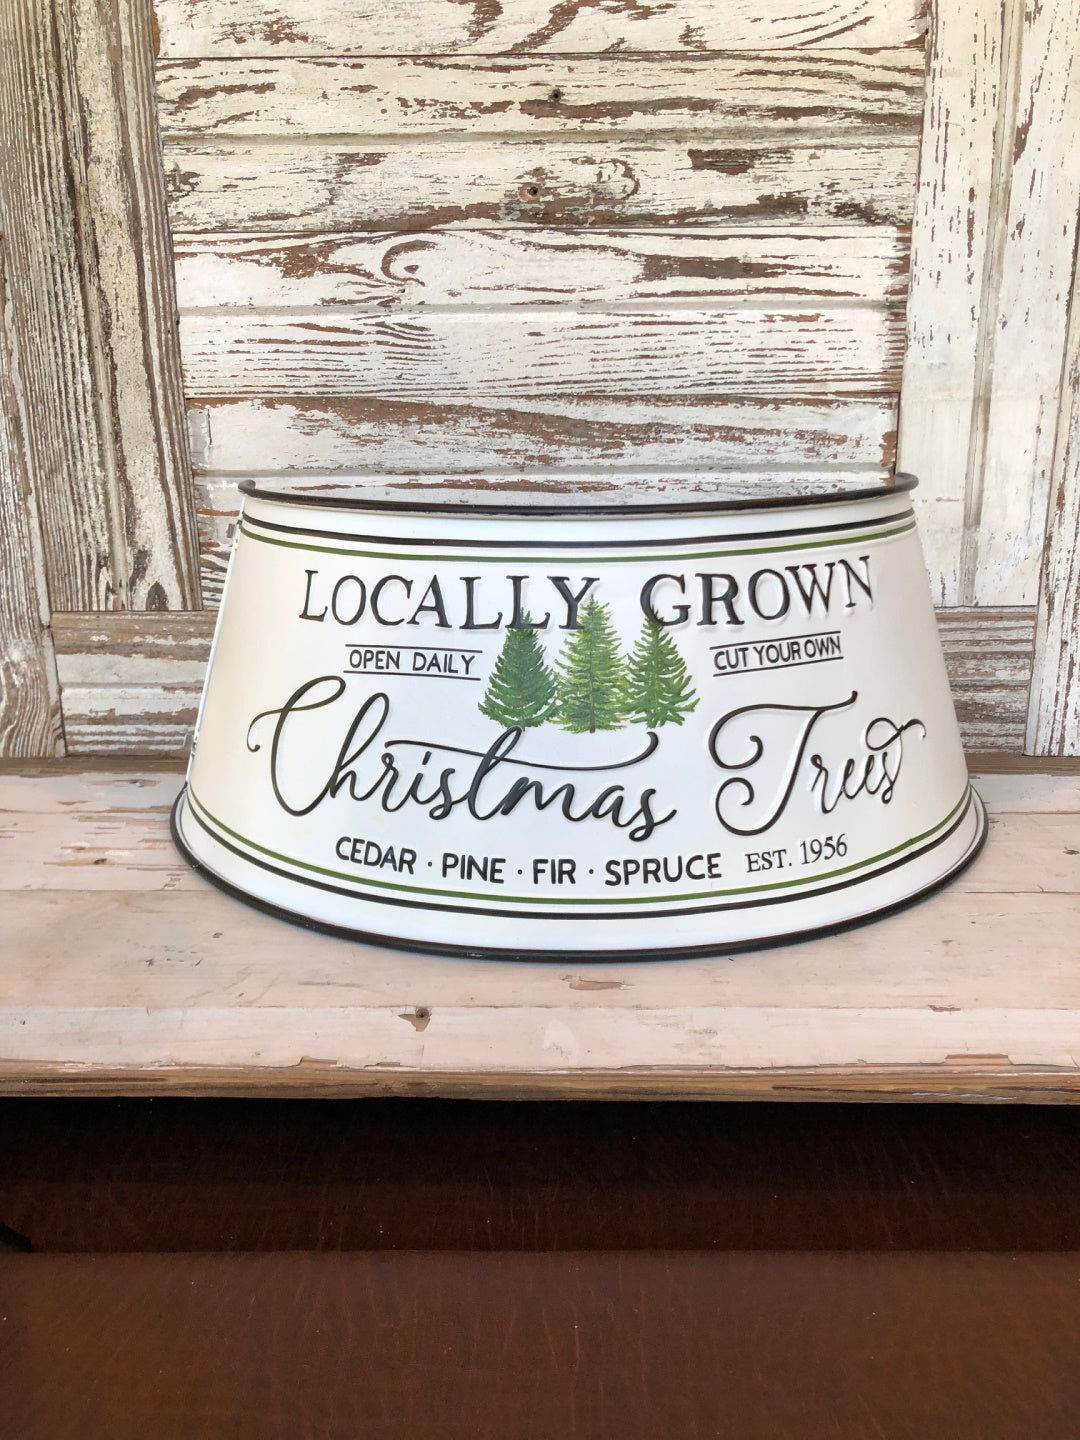 LOCALLY GROWN
OPEN DAILY
CUT YOUR OWN
Christmas Trees
CEDAR · PINE · FIR · SPRUCE EST. 1956